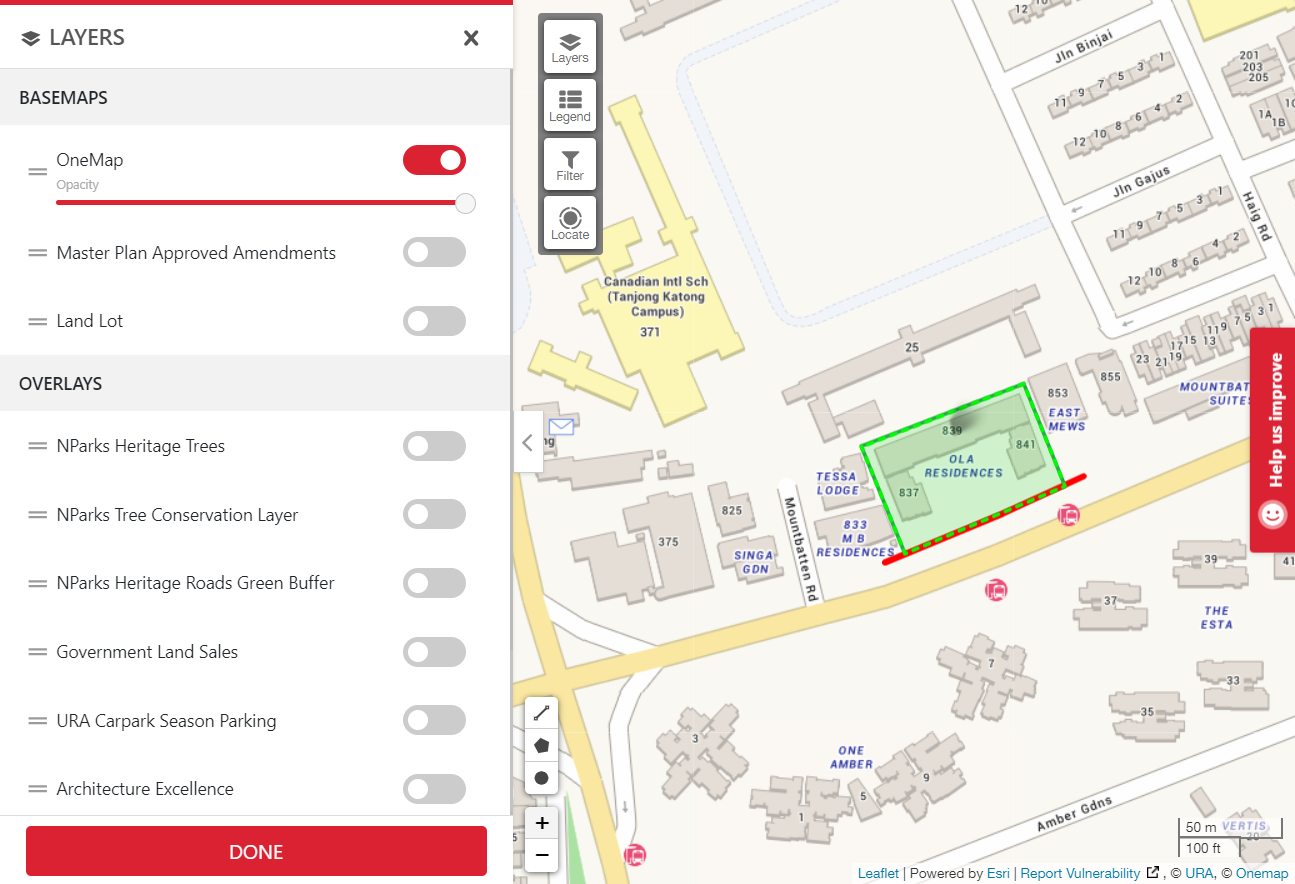 LAYERS
BASEMAPS
OneMap
Opacity
Master Plan Approved Amendments
Land Lot
OVERLAYS
NParks Heritage Trees
NParks Tree Conservation Layer
NParks Heritage Roads Green Buffer
Government Land Sales
URA Carpark Season Parking
Architecture Excellence
DONE
Layers
Legend
Filter
Locate
12
10
Jln Binjai
11
9
7
5
3
1
12
10
8
6
4
2
201
203
205
1A
1B
Jln Gajus
Haig Rd
11
9
7
5
3
1
12
10
8
6
4
2
Canadian Intl Sch
(Tanjong Katong
Campus)
371
25
23
21
19
17
15
13
11
9
7
5
3
1
855
853
EAST
MEWS
MOUNTBAT
SUITES
839
841
837
OLA
RESIDENCES
TESSA
LODGE
833
M B
RESIDENCES
825
375
SINGA
GDN
Mountbatten Rd
ng
Help us improve
39
41
37
THE
ESTA
33
35
7
3
ONE
AMBER
9
5
1
Amber Gdns
VERTIS
20
5
+
−
50 m
100 ft
Leaflet | Powered by Esri | Report Vulnerability , © URA, © Onemap